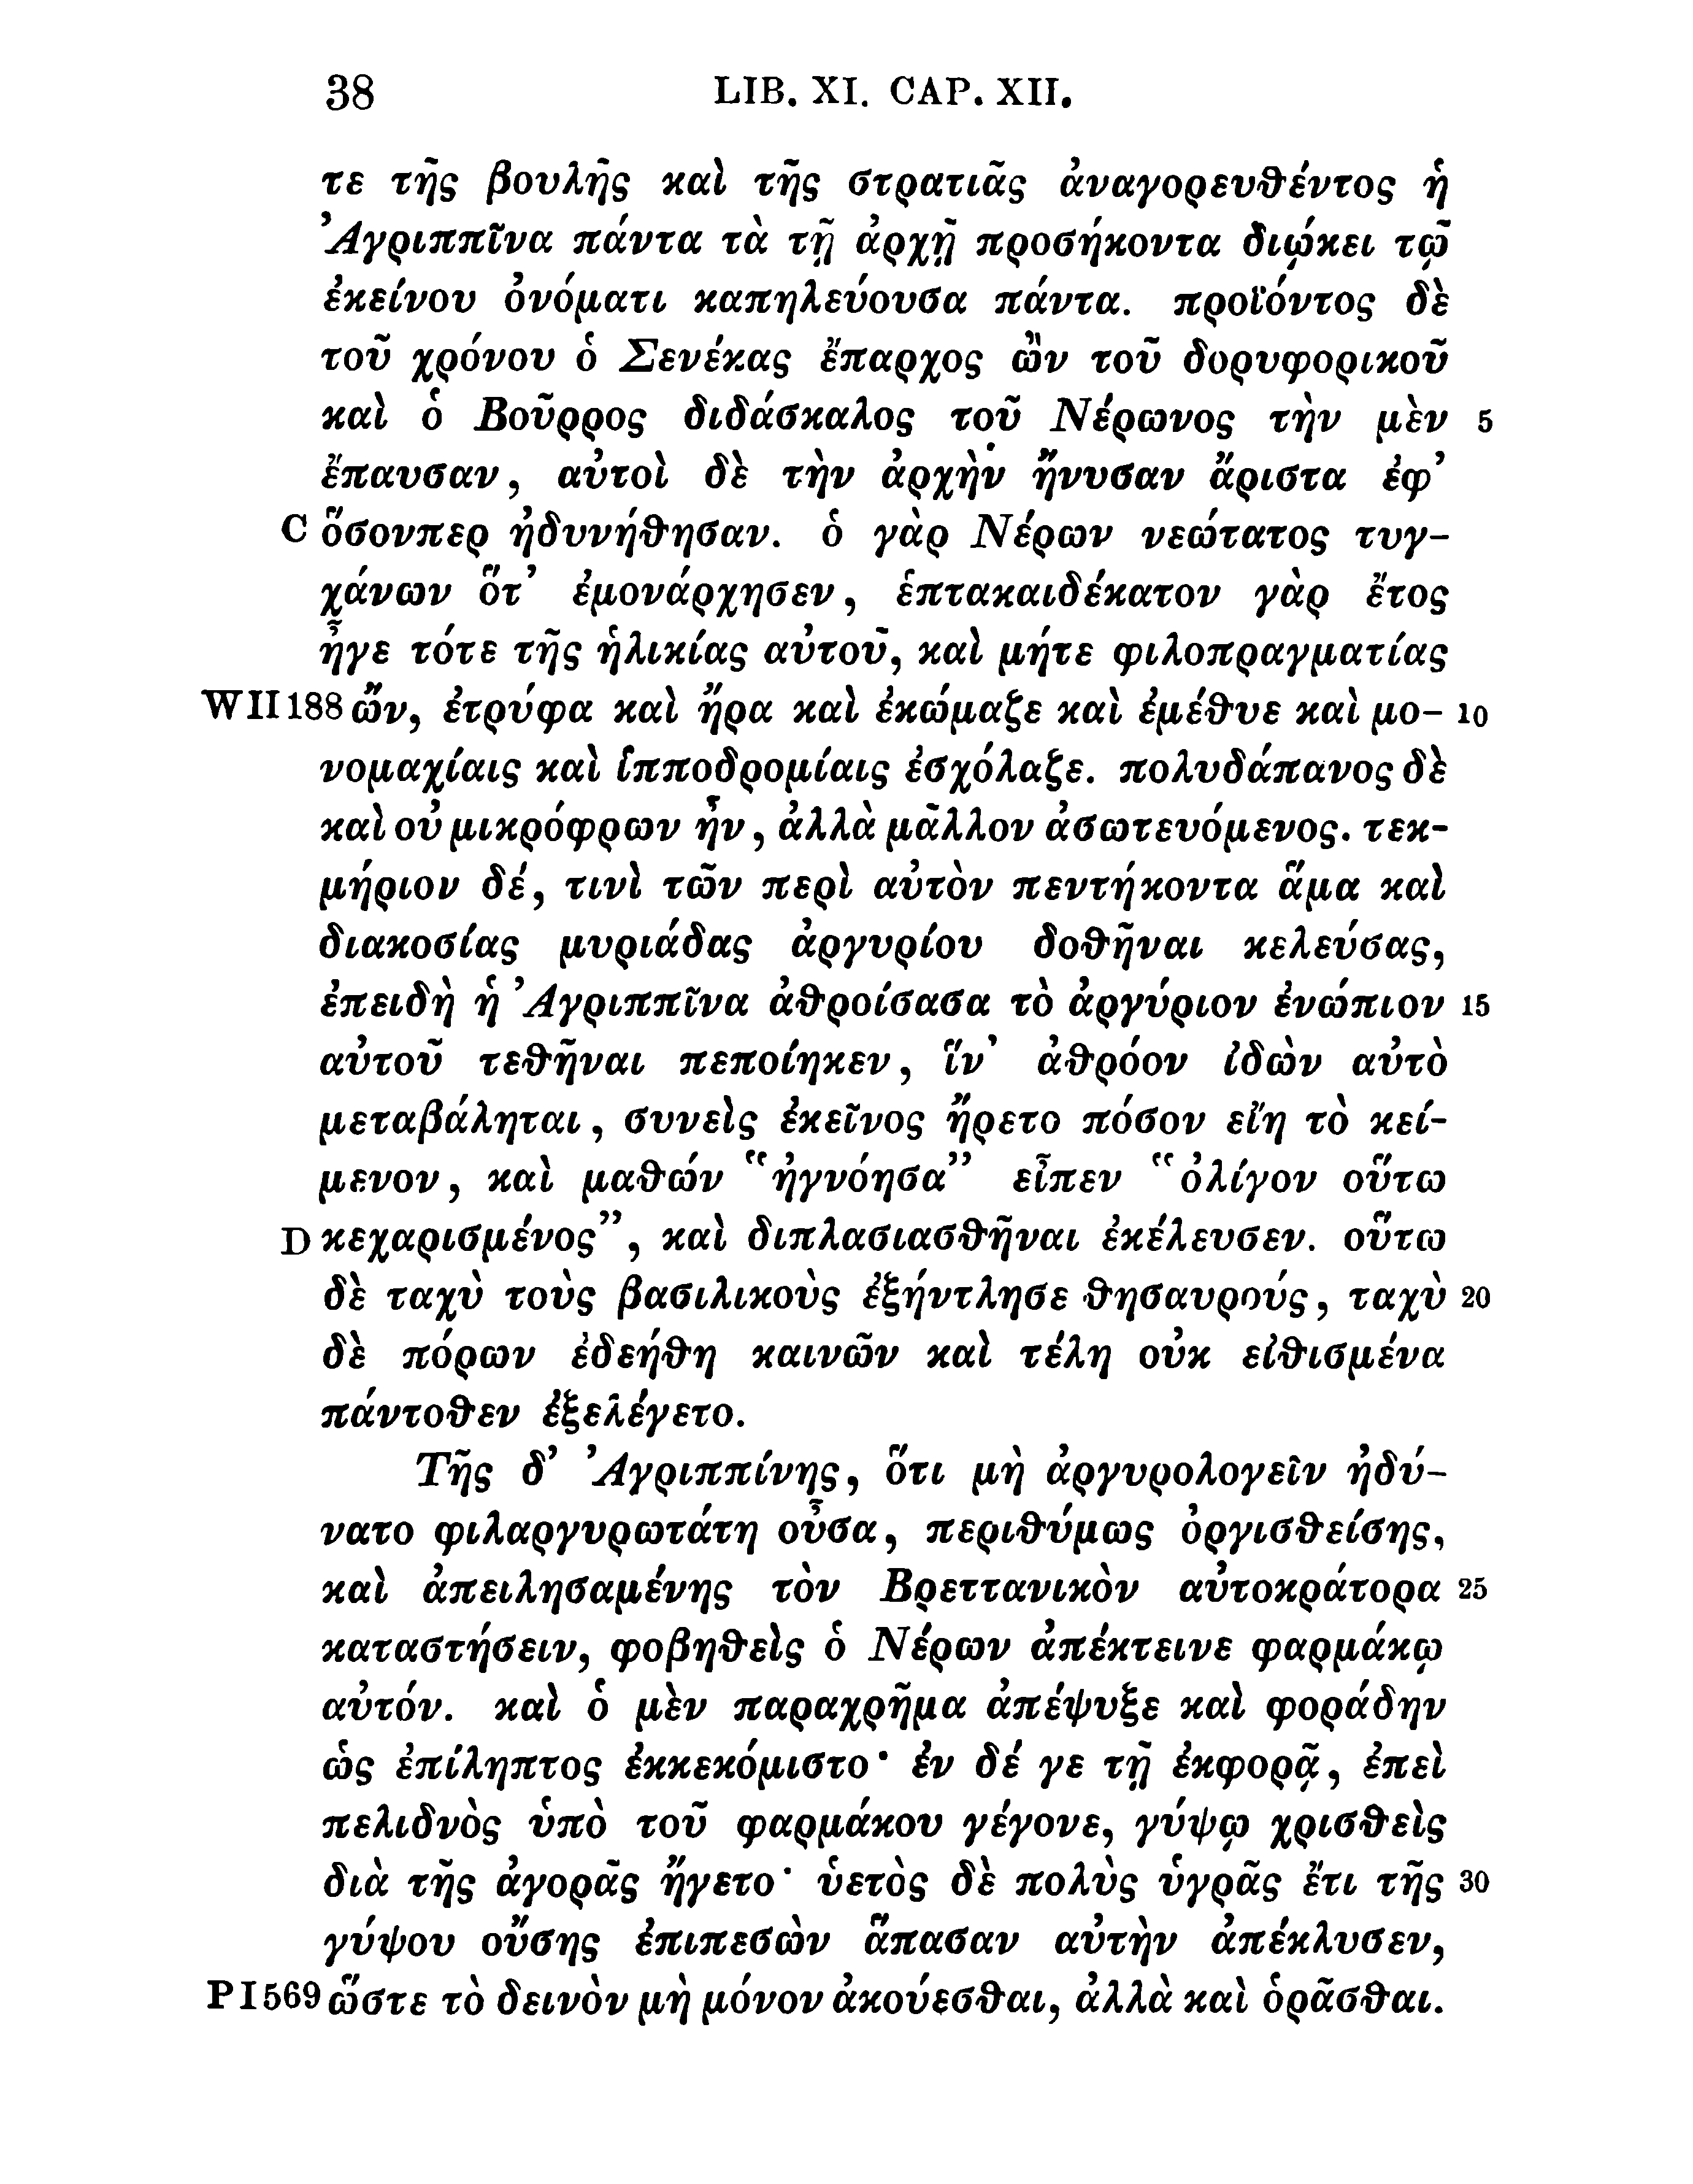 38 LIB. XI. CAP. XII.
τε τῆς βουλῆς καὶ τῆς στρατιᾶς ἀναγορευθέντος ἡ
Ἀγριππῖνα πάντα τὰ τῇ ἀρχῇ προσήκοντα διῴκει τῷ
ἐκείνου ὀνόματι καπηλεύουσα πάντα. προϊόντος δὲ
τοῦ χρόνου ὁ Σενέκας ἔπαρχος ὢν τοῦ δορυφορικοῦ
καὶ ὁ Βοῦρρος διδάσκαλος τοῦ Νέρωνος τὴν μὲν 5
ἔπαυσαν, αὐτοὶ δὲ τὴν ἀρχὴν ἤνυσαν ἄριστα ἐφ’
C ὅσονπερ ἠδυνήθησαν. ὁ γὰρ Νέρων νεώτατος τυγ-
χάνων ὅτ’ ἐμονάρχησεν, ἑπτακαιδέκατον γὰρ ἔτος
ἦγε τότε τῆς ἡλικίας αὐτοῦ, καὶ μήτε φιλοπραγματίας
WII188 ὤν, ἐτρύφα καὶ ἤρα καὶ ἐκώμαζε καὶ ἐμέθυε καὶ μο- 10
νομαχίαις καὶ ἱπποδρομίαις ἐσχόλαζε. πολυδάπανος δὲ
καὶ οὐ μικρόφρων ἦν, ἀλλὰ μᾶλλον ἀσωτευόμενος. τεκ-
μήριον δέ, τινὶ τῶν περὶ αὐτὸν πεντήκοντα ἅμα καὶ
διακοσίας μυριάδας ἀργυρίου δοθῆναι κελεύσας,
ἐπειδὴ ἡ Ἀγριππῖνα ἀθροίσασα τὸ ἀργύριον ἐνώπιον 15
αὐτοῦ τεθῆναι πεποίηκεν, ἵν’ ἀθρόον ἰδὼν αὐτὸ
μεταβάληται, συνεὶς ἐκεῖνος ἤρετο πόσον εἴη τὸ κεί-
μενον, καὶ μαθών “ἠγνόησα” εἶπεν “ὀλίγον οὕτω
D κεχαρισμένος”, καὶ διπλασιασθῆναι ἐκέλευσεν. οὕτω
δὲ ταχὺ τοὺς βασιλικοὺς ἐξήντλησε θησαυρούς, ταχὺ 20
δὲ πόρων ἐδεήθη καινῶν καὶ τέλη οὐκ εἰθισμένα
πάντοθεν ἐξελέγετο.
Τῆς δ’ Ἀγριππίνης, ὅτι μὴ ἀργυρολογεῖν ἠδύ-
νατο φιλαργυρωτάτη οὖσα, περιθύμως ὀργισθείσης,
καὶ ἀπειλησαμένης τὸν Βρεττανικὸν αὐτοκράτορα 25
καταστήσειν, φοβηθεὶς ὁ Νέρων ἀπέκτεινε φαρμάκῳ
αὐτόν. καὶ ὁ μὲν παραχρῆμα ἀπέψυξε καὶ φοράδην
ὡς ἐπίληπτος ἐκκεκόμιστο· ἐν δέ γε τῇ ἐκφορᾷ, ἐπεὶ
πελιδνὸς ὑπὸ τοῦ φαρμάκου γέγονε, γύψῳ χρισθεὶς
διὰ τῆς ἀγορᾶς ἤγετο· ὑετὸς δὲ πολὺς ὑγρᾶς ἔτι τῆς 30
γύψου οὔσης ἐπιπεσὼν ἅπασαν αὐτὴν ἀπέκλυσεν,
PI569 ὥστε τὸ δεινὸν μὴ μόνον ἀκούεσθαι, ἀλλὰ καὶ ὁρᾶσθαι.